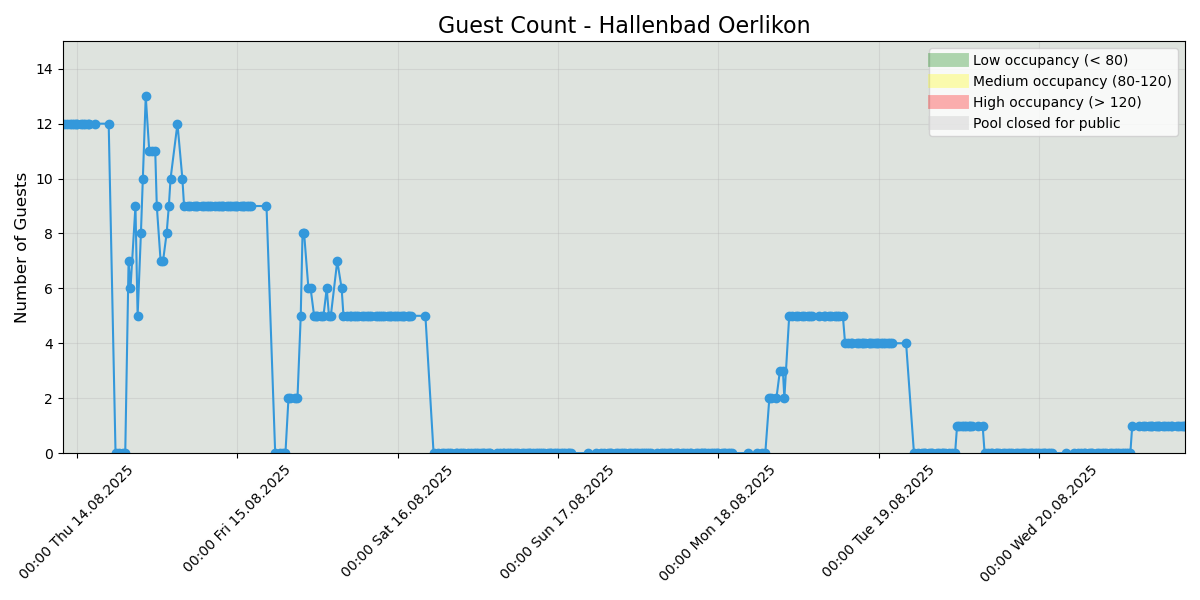 Guest Count - Hallenbad Oerlikon
Number of Guests
14
12
10
8
6
4
2
0
Low occupancy (< 80)
Medium occupancy (80-120)
High occupancy (> 120)
Pool closed for public
00:00 Thu 14.08.2025
00:00 Fri 15.08.2025
00:00 Sat 16.08.2025
00:00 Sun 17.08.2025
00:00 Mon 18.08.2025
00:00 Tue 19.08.2025
00:00 Wed 20.08.2025